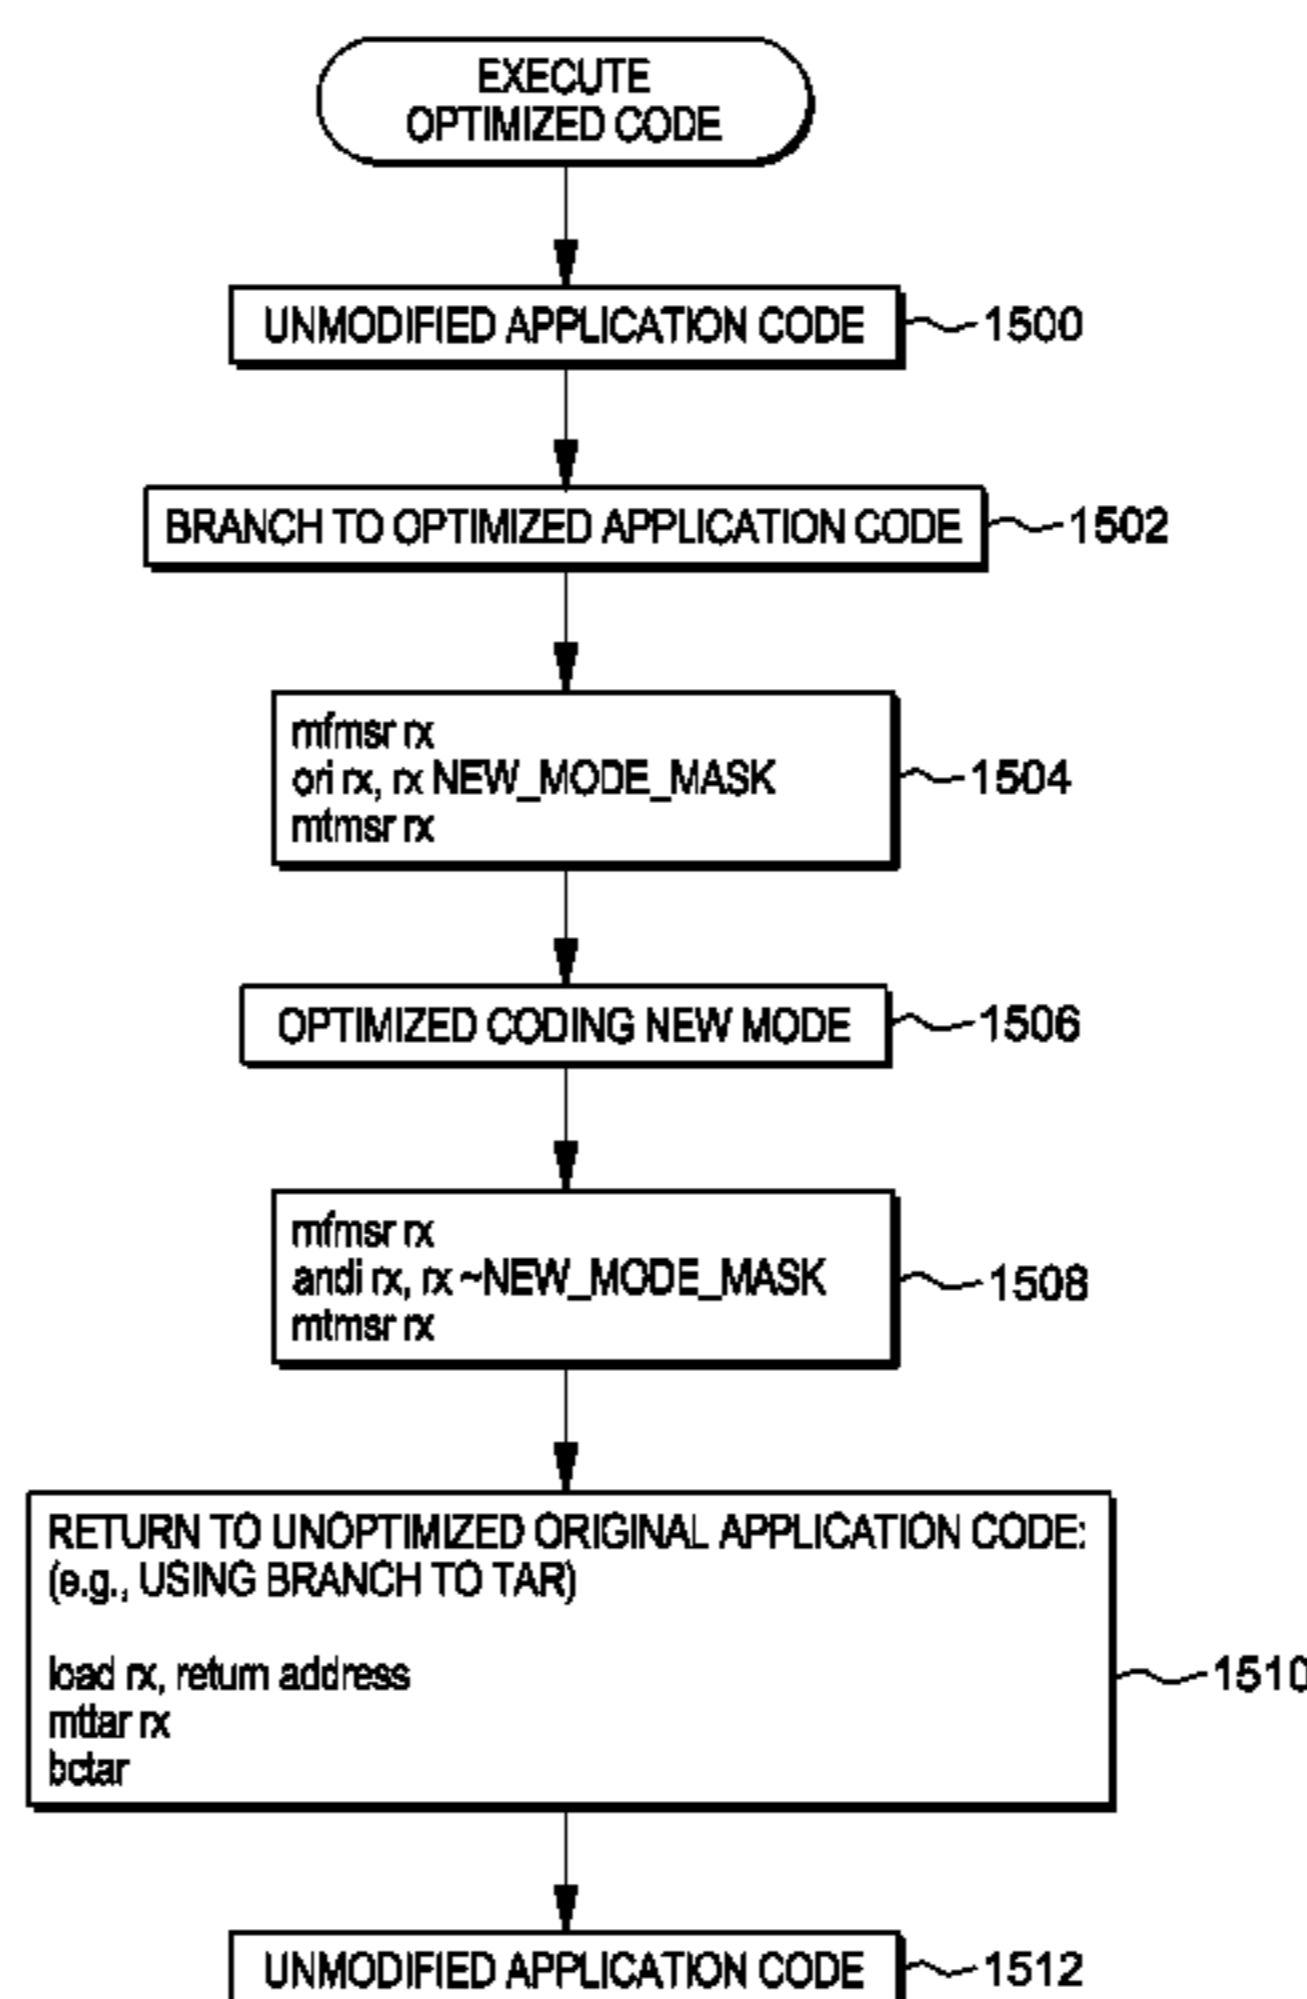 EXECUTE
OPTIMIZED CODE
UNMODIFIED APPLICATION CODE
1500
BRANCH TO OPTIMIZED APPLICATION CODE
1502
mfmsr rx
ori rx, rx NEW_MODE_MASK
mtmsr rx
1504
OPTIMIZED CODING NEW MODE
1506
mfmsr rx
andi rx, rx ~NEW_MODE_MASK
mtmsr rx
1508
RETURN TO UNOPTIMIZED ORIGINAL APPLICATION CODE:
(e.g., USING BRANCH TO TAR)
load rx, return address
mttar rx
bctar
1510
UNMODIFIED APPLICATION CODE
1512